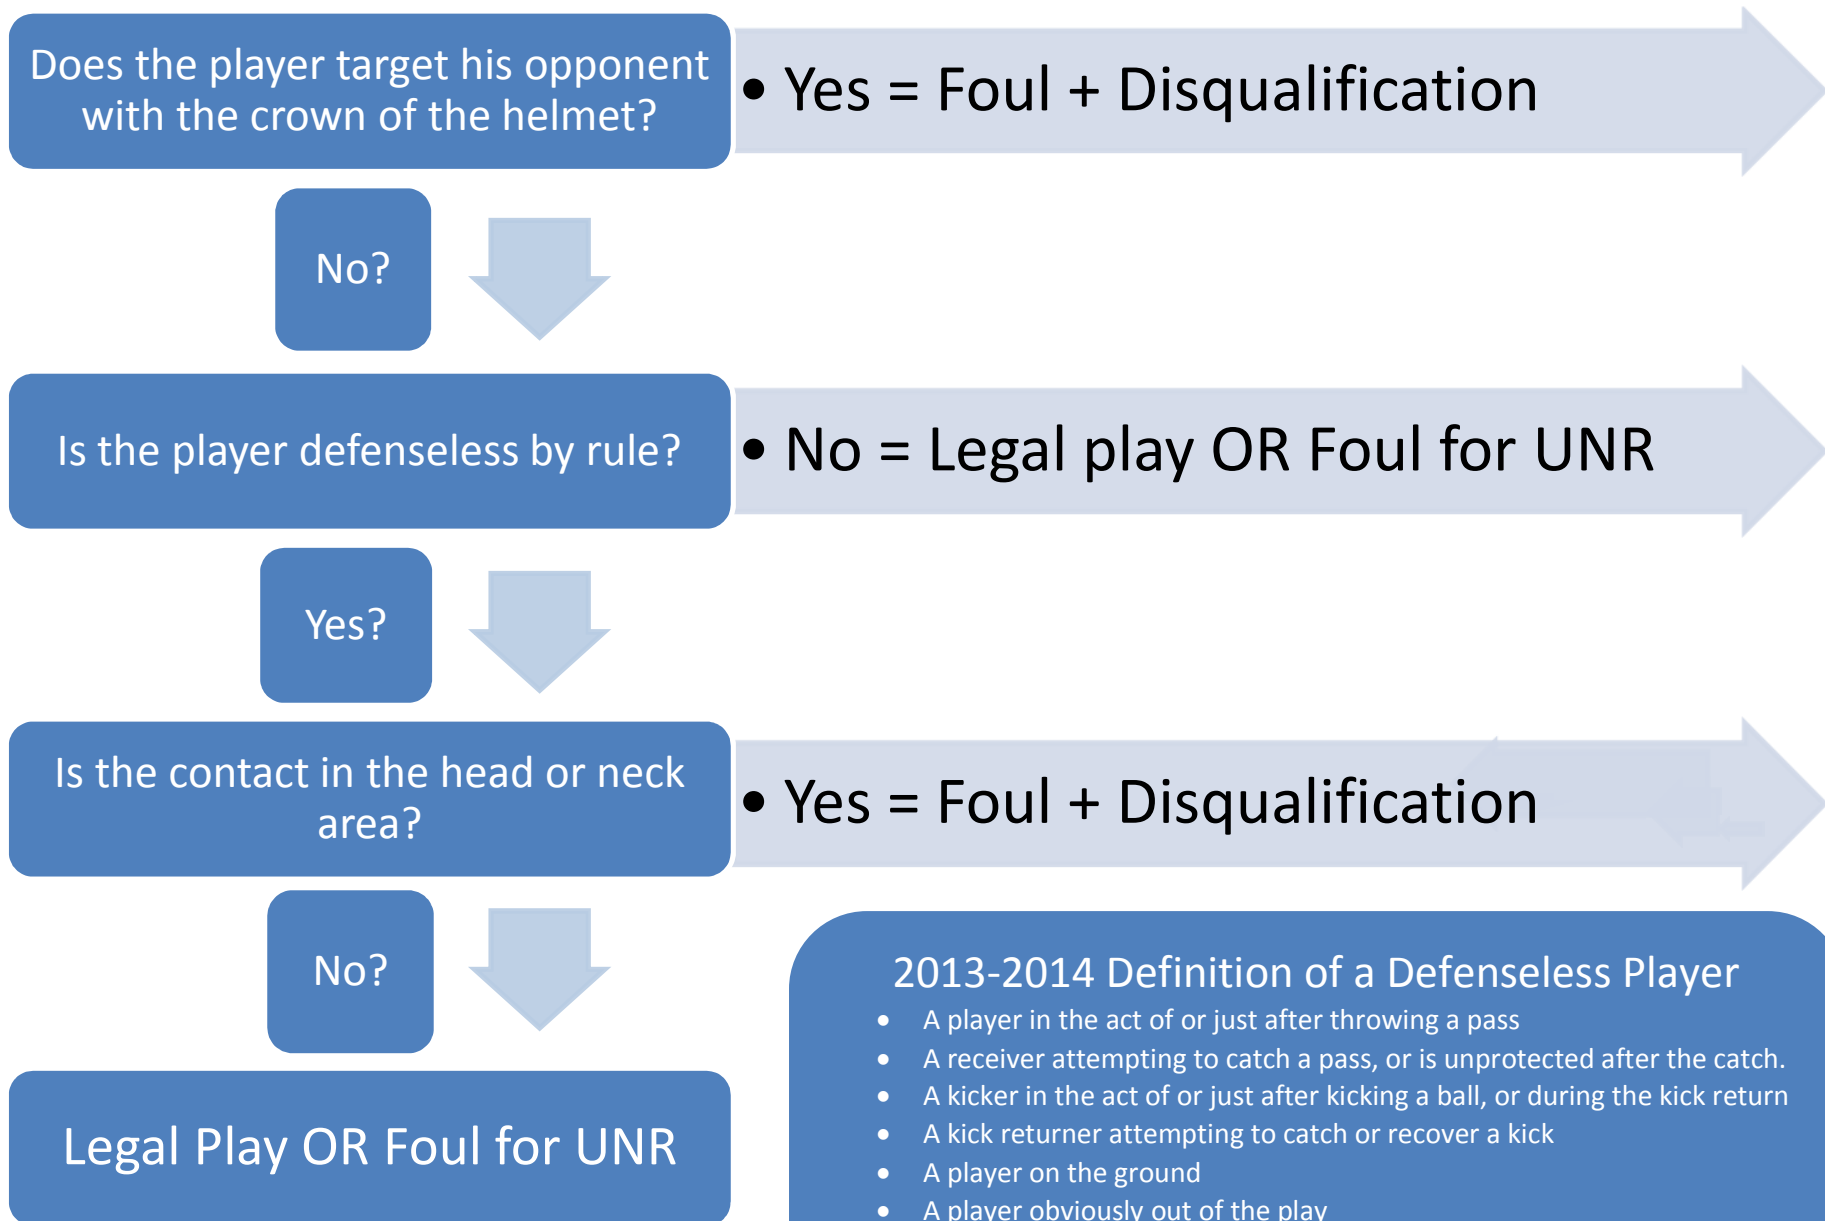 Does the player target his opponent
with the crown of the helmet?
• Yes = Foul + Disqualification
No?
Is the player defenseless by rule?
• No = Legal play OR Foul for UNR
Yes?
Is the contact in the head or neck
area?
• Yes = Foul + Disqualification
No?
Legal Play OR Foul for UNR
2013-2014 Definition of a Defenseless Player
• A player in the act of or just after throwing a pass
• A receiver attempting to catch a pass, or is unprotected after the catch.
• A kicker in the act of or just after kicking a ball, or during the kick return
• A kick returner attempting to catch or recover a kick
• A player on the ground
• A player obviously out of the play